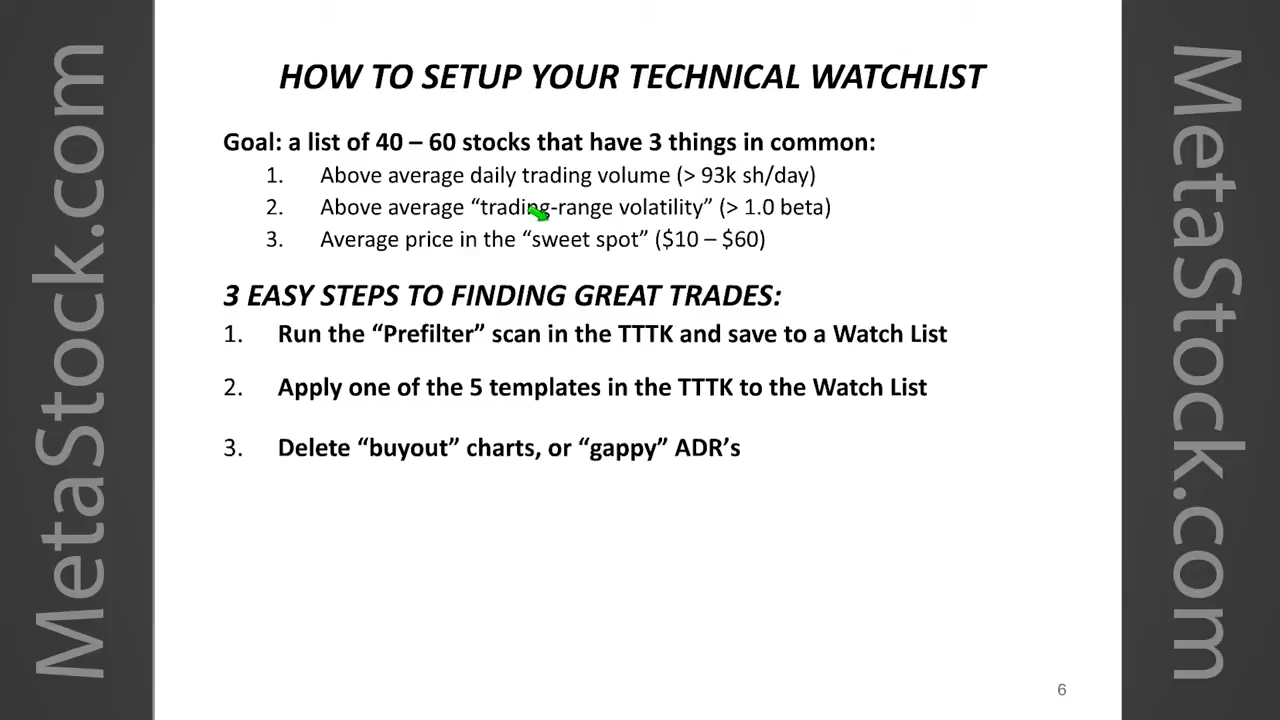 MetaStock.com
HOW TO SETUP YOUR TECHNICAL WATCHLIST
Goal: a list of 40 – 60 stocks that have 3 things in common:
1. Above average daily trading volume (> 93k sh/day)
2. Above average “trading-range volatility” (> 1.0 beta)
3. Average price in the “sweet spot” ($10 – $60)
3 EASY STEPS TO FINDING GREAT TRADES:
1. Run the “Prefilter” scan in the TTTK and save to a Watch List
2. Apply one of the 5 templates in the TTTK to the Watch List
3. Delete “buyout” charts, or “gappy” ADR’s
6
MetaStock.com